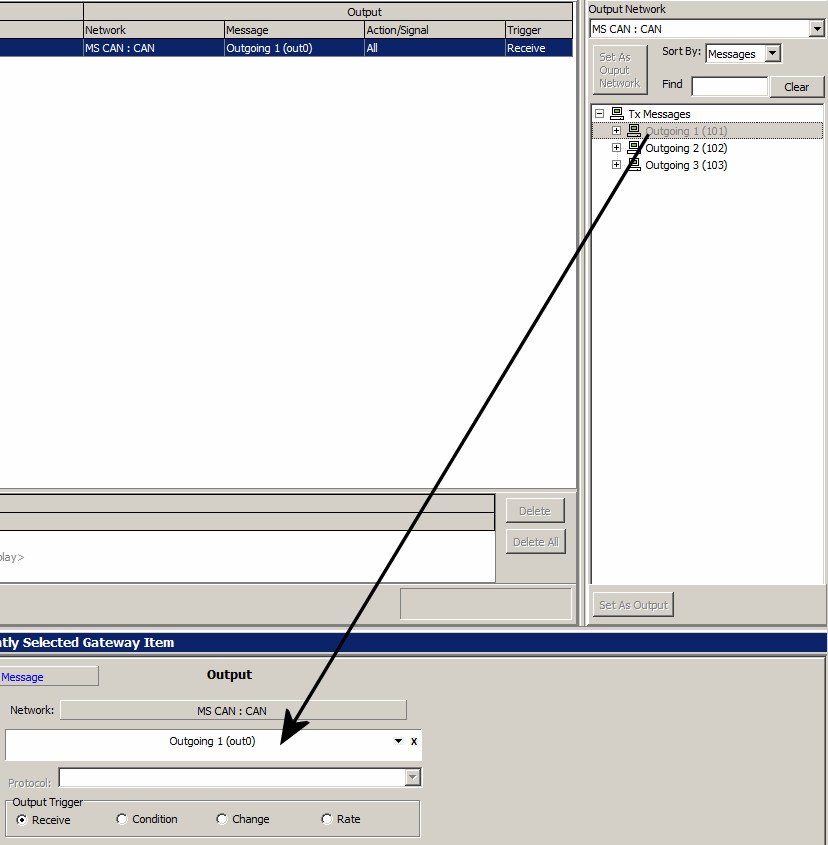 Output
Network Message Action/Signal Trigger
MS CAN : CAN Outgoing 1 (out0) All Receive
Output Network
MS CAN : CAN
Set As
Ouput
Network
Sort By: Messages
Find Clear
Tx Messages
Outgoing 1 (101)
Outgoing 2 (102)
Outgoing 3 (103)
Delete
Delete All
play>
Set As Output
ntly Selected Gateway Item
Message
Output
Network: MS CAN : CAN
Outgoing 1 (out0) x
Protocol:
Output Trigger
Receive Condition Change Rate